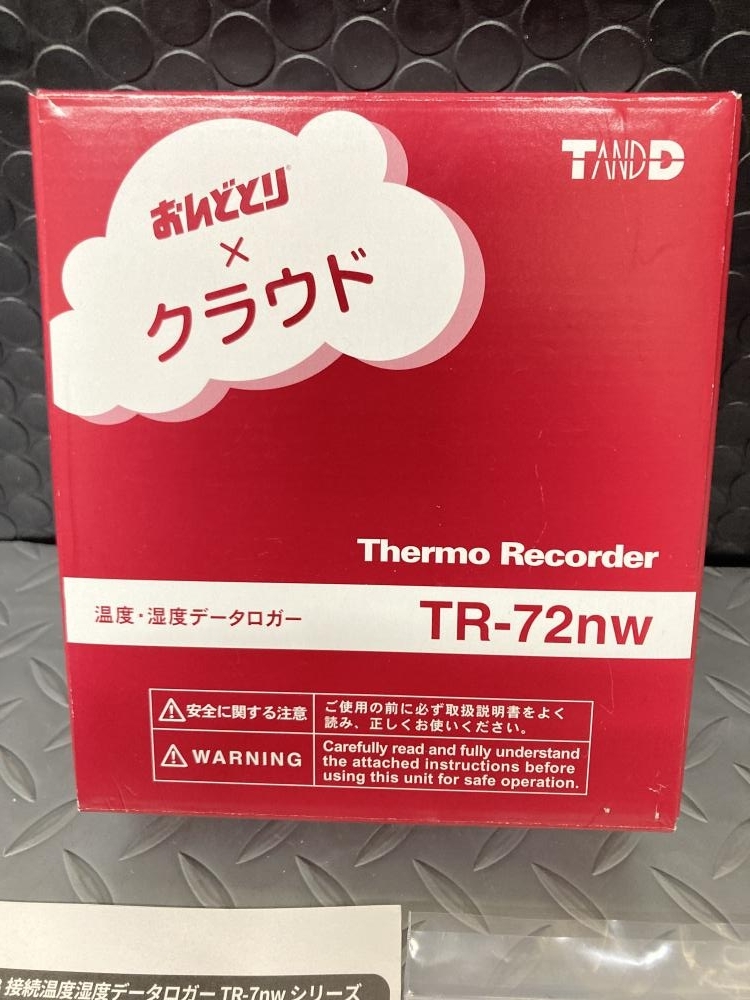 おんどとり®
×
クラウド
TANDD
Thermo Recorder
温度・湿度データロガー
TR-72nw
⚠安全に関する注意
ご使用の前に必ず取扱説明書をよく
読み、正しくお使いください。
⚠WARNING
Carefully read and fully understand
the attached instructions before
using this unit for safe operation.
接続温度湿度データロガー TR-7nw シリーズ